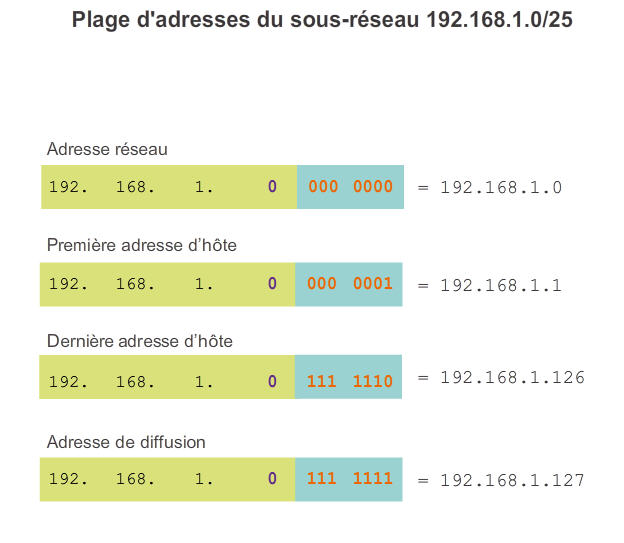 Plage d'adresses du sous-réseau 192.168.1.0/25
Adresse réseau
192. 168. 1. 0 000 0000 = 192.168.1.0
Première adresse d’hôte
192. 168. 1. 0 000 0001 = 192.168.1.1
Dernière adresse d’hôte
192. 168. 1. 0 111 1110 = 192.168.1.126
Adresse de diffusion
192. 168. 1. 0 111 1111 = 192.168.1.127